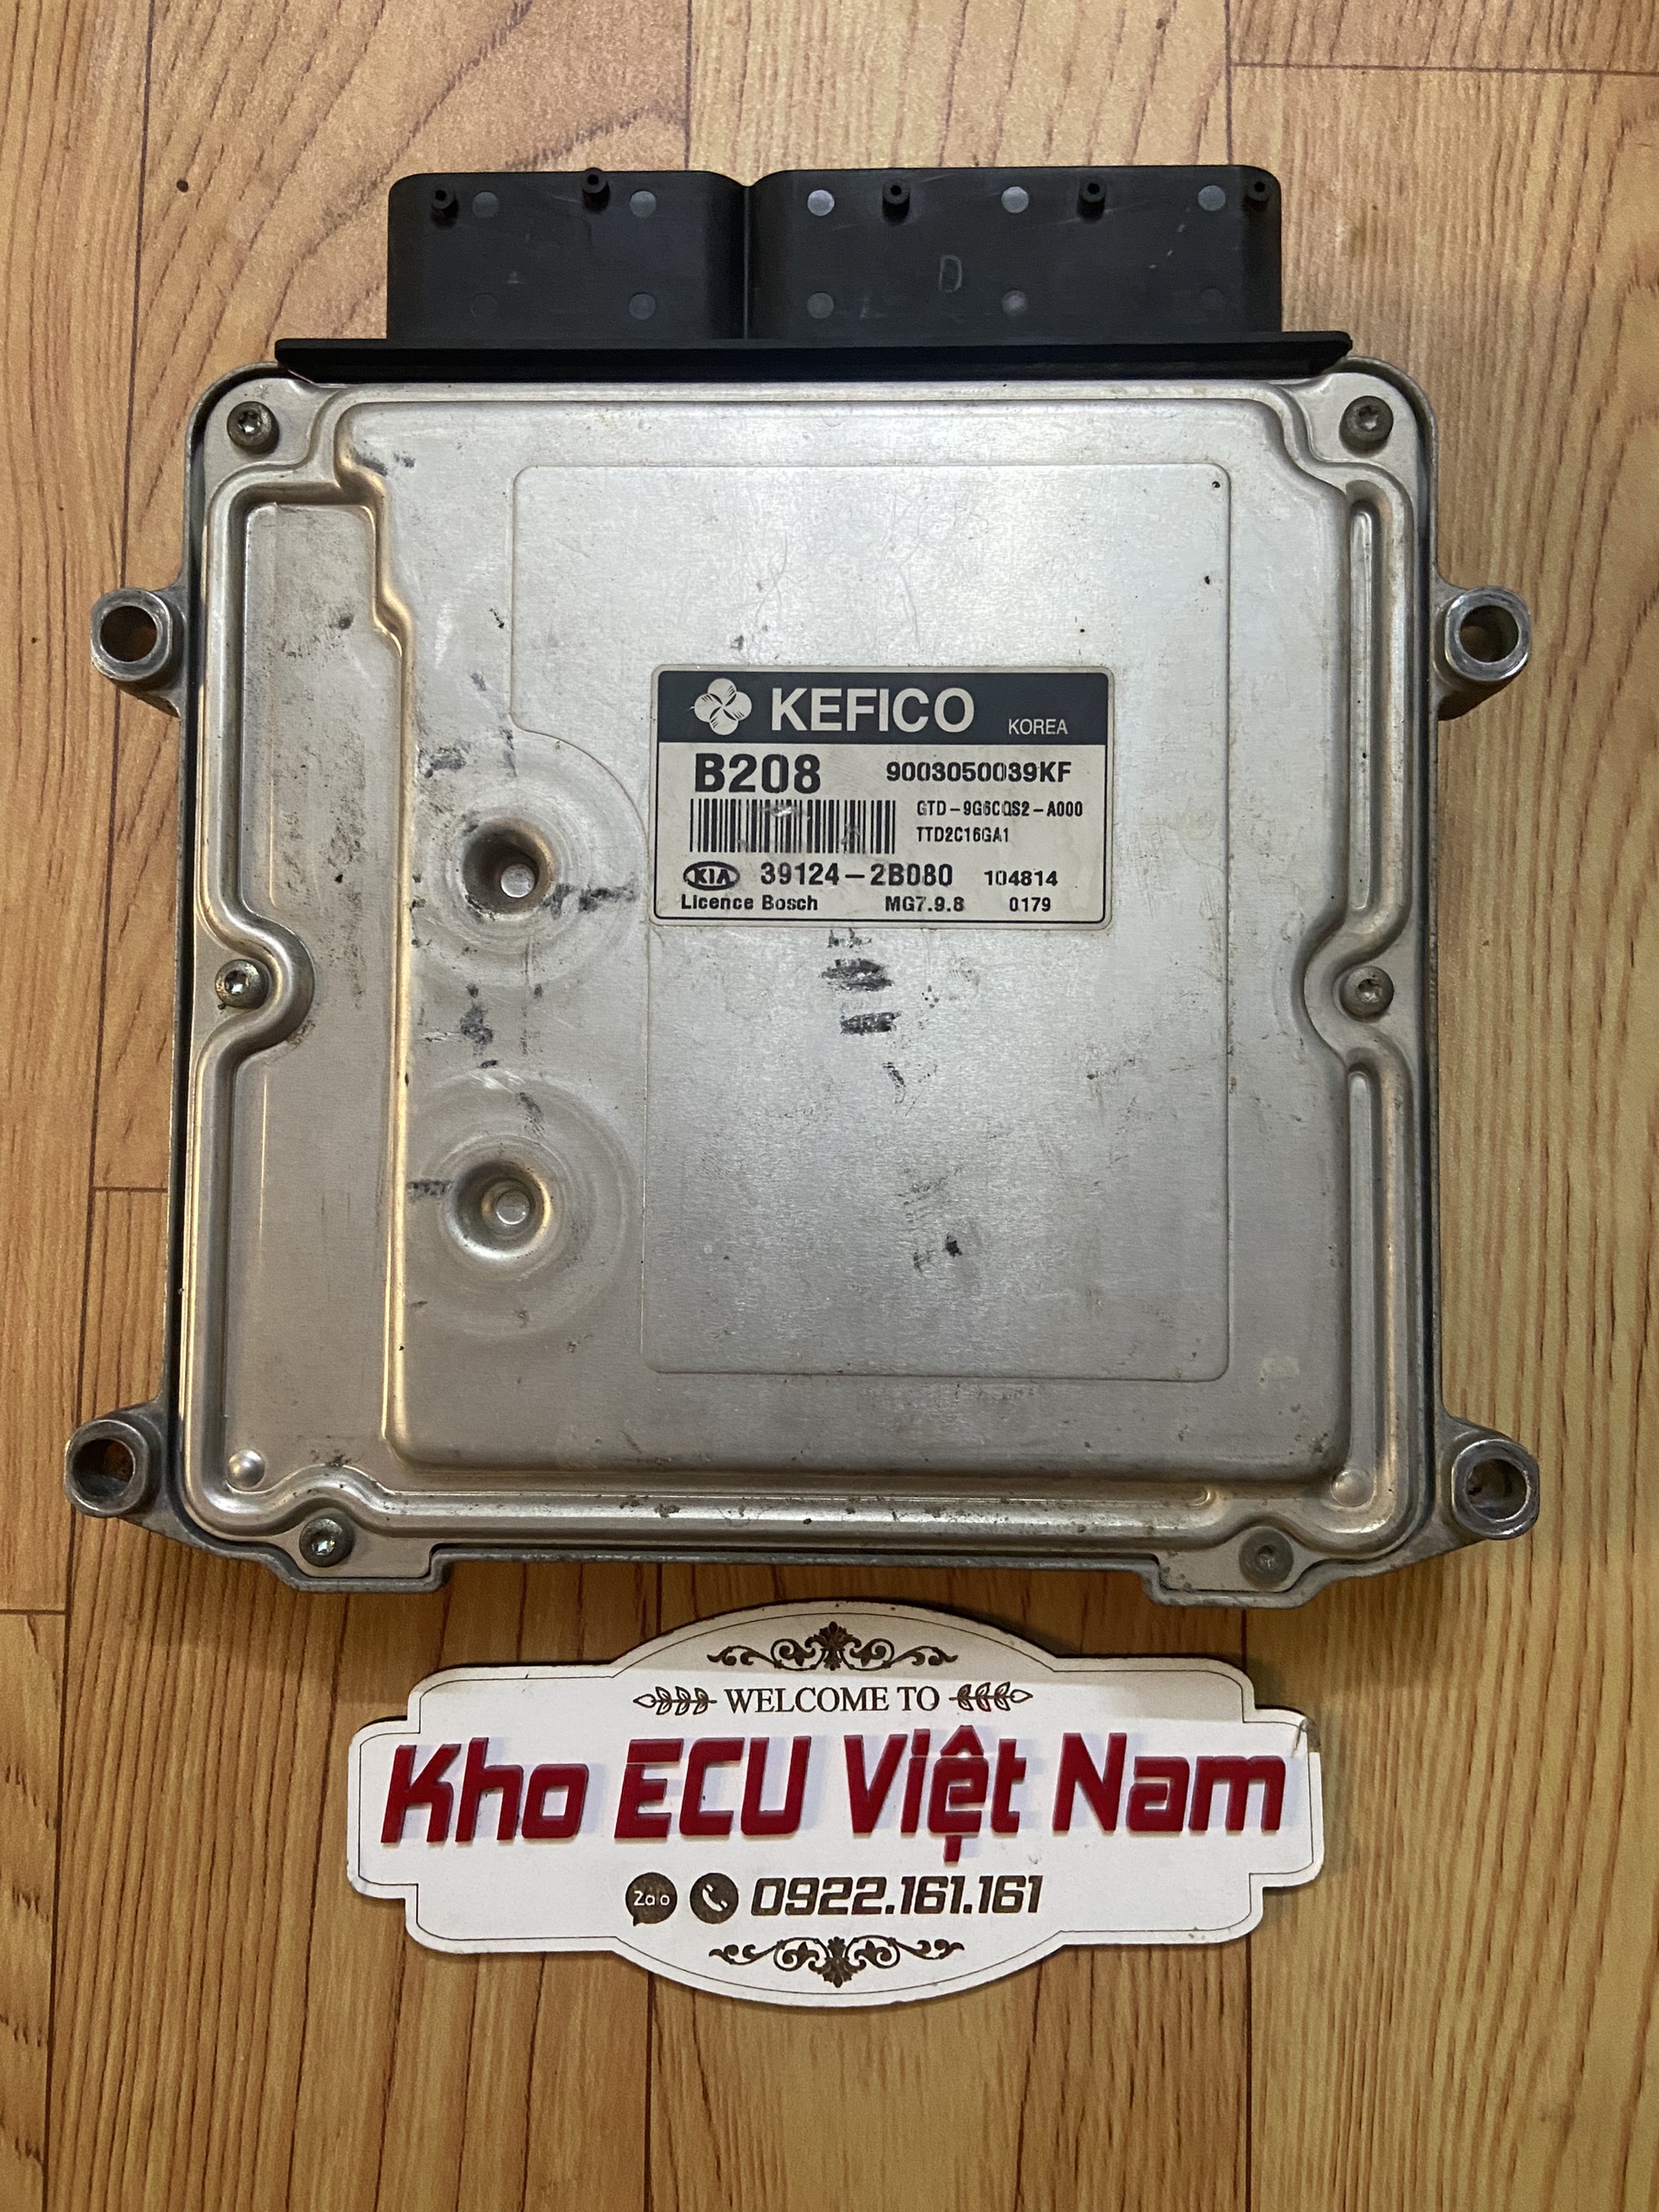 D
KEFICO KOREA
B208 9003050039KF
GTD-9G6CQS2-A000
TTD2C16GA1
KIA 39124-2B080 104814
Licence Bosch MG7.9.8 0179
WELCOME TO
Kho ECU Việt Nam
Zalo 0922.161.161